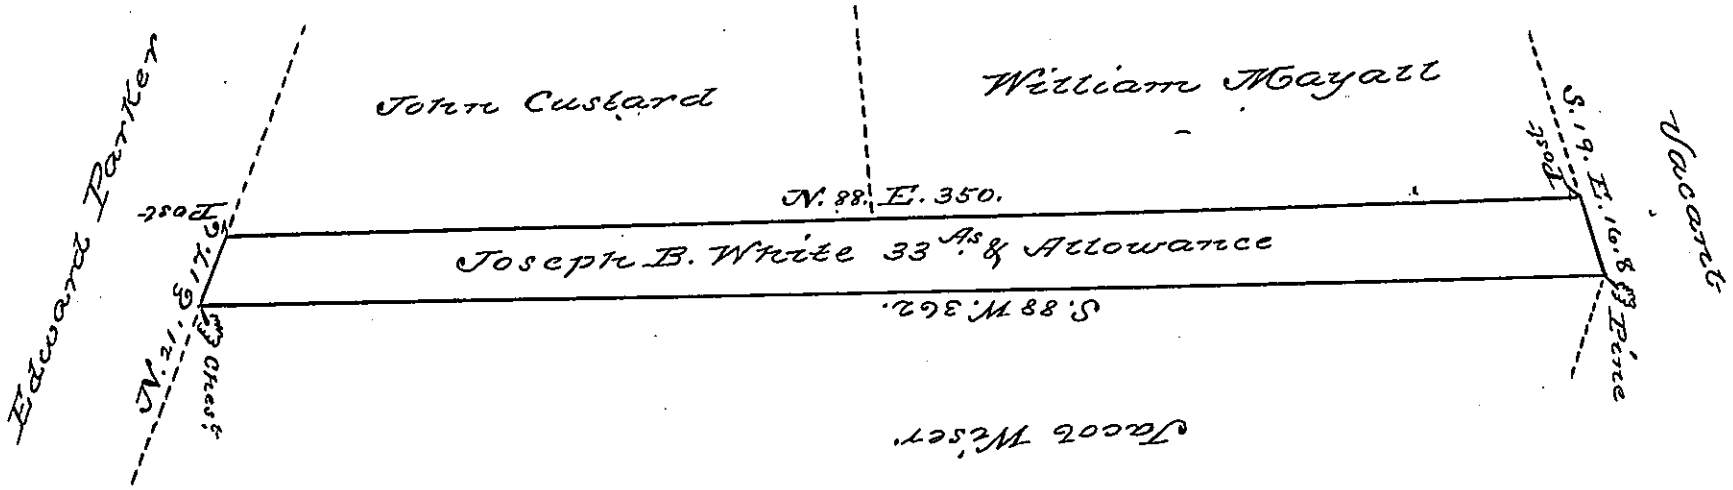 Edward Parker
John Custard
William Mayall
Vacant
Post
Post
N. 88. E. 350.
S. 19. E. 16.8
Joseph B. White 33 As. & Allowance
N. 21. E. 17.2
S. 88 W. 362.
Chest.t
Pine
Jacob Wiser.